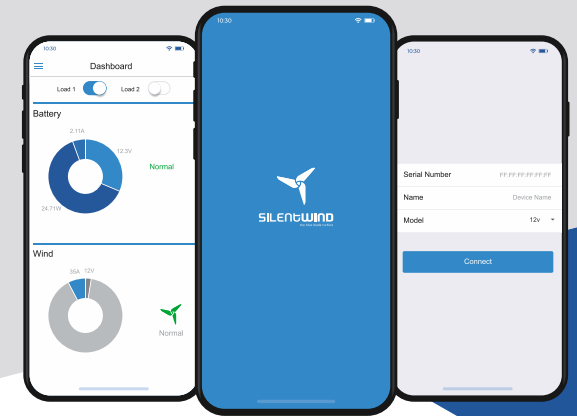 10:30
Dashboard
Load 1
Load 2
Battery
2.11A
12.3V
Normal
24.71W
Wind
35A 12V
Normal
10:30
SILENTWIND
10:30
Serial Number FF:FF:FF:FF:FF:FF
Name Device Name
Model 12v
Connect